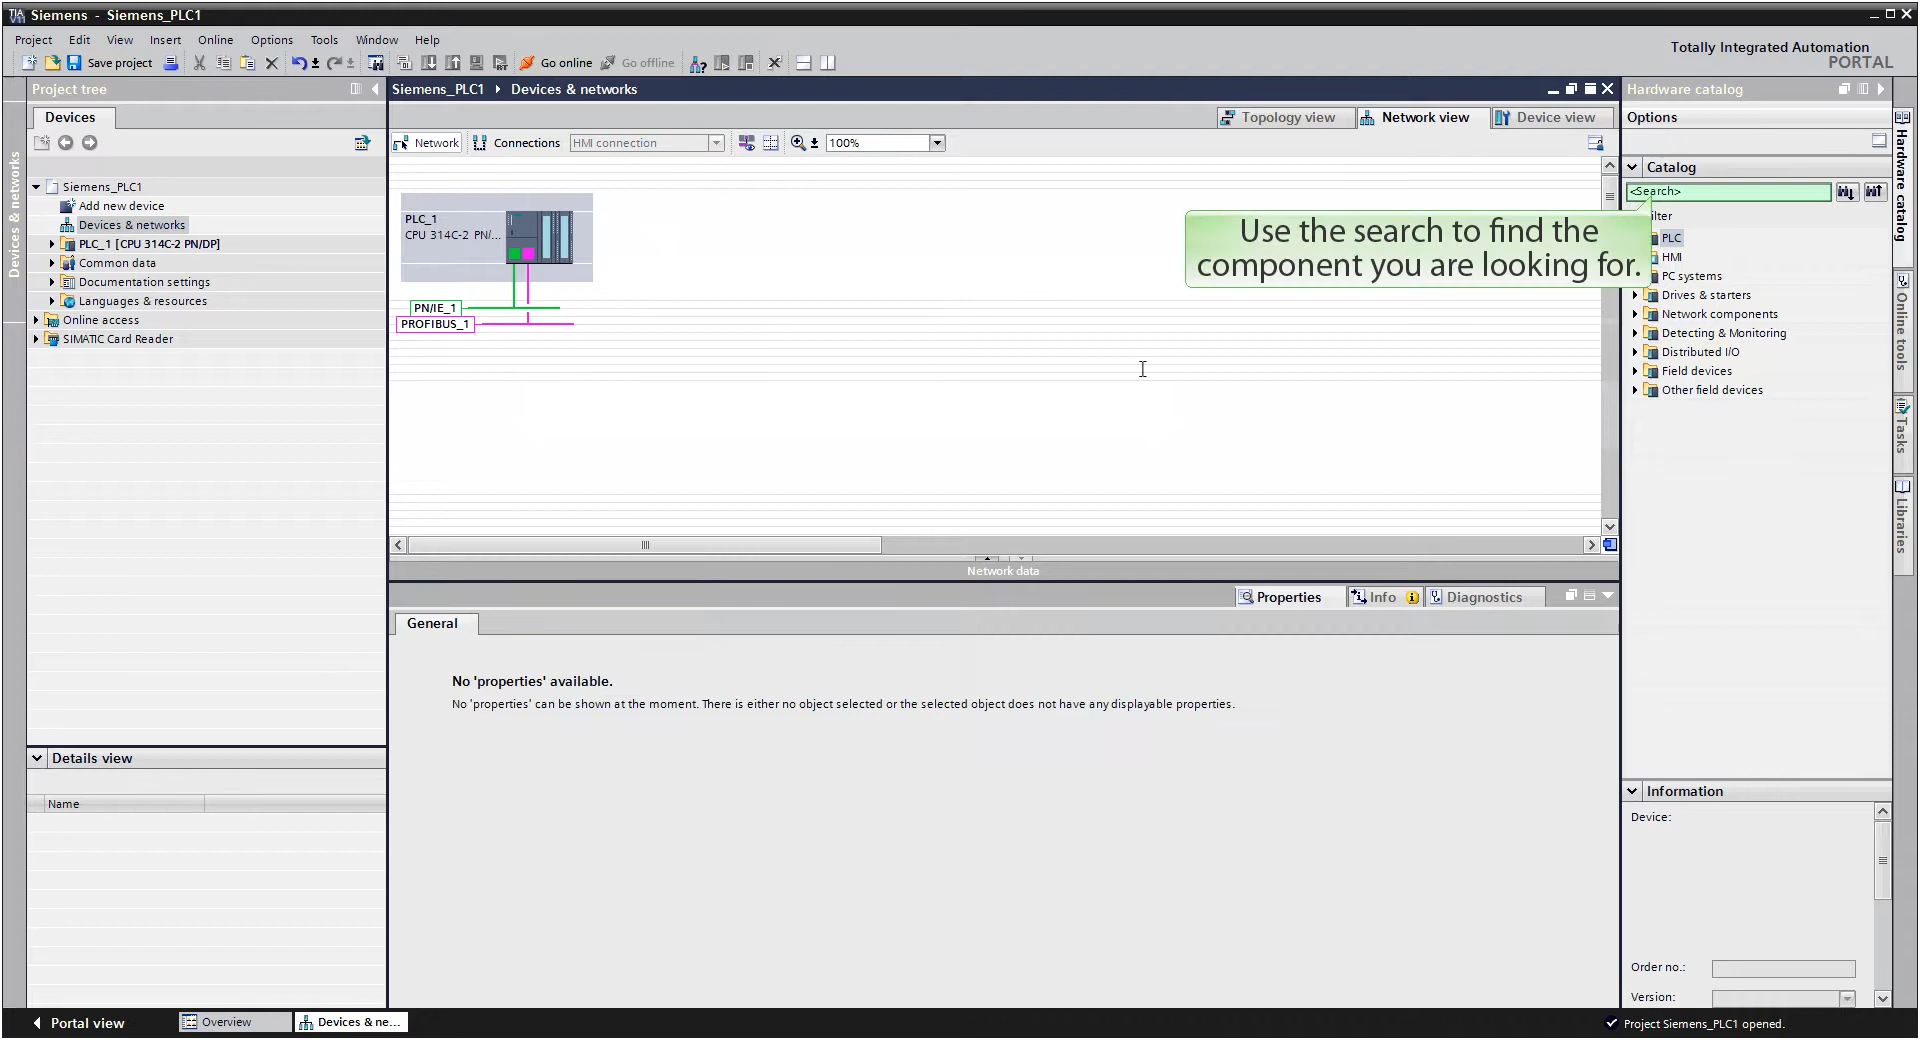 Siemens - Siemens_PLC1
Project Edit View Insert Online Options Tools Window Help
Totally Integrated Automation
PORTAL
Save project Go online Go offline
Project tree
Siemens_PLC1 Devices & networks
Hardware catalog
Devices
Topology view Network view Device view
Options
Network Connections HMI connection 100%
Catalog
<Search>
Siemens_PLC1
Add new device
Devices & networks
PLC_1 [CPU 314C-2 PN/DP]
Common data
Documentation settings
Languages & resources
Online access
SIMATIC Card Reader
PLC_1
CPU 314C-2 PN/...
PN/IE_1
PROFIBUS_1
Use the search to find the
component you are looking for.
ilter
PLC
HMI
PC systems
Drives & starters
Network components
Detecting & Monitoring
Distributed I/O
Field devices
Other field devices
Devices & networks
Hardware catalog
Online tools
Tasks
Libraries
Network data
Properties Info Diagnostics
General
No 'properties' available.
No 'properties' can be shown at the moment. There is either no object selected or the selected object does not have any displayable properties.
Details view
Name
Information
Device:
Order no.:
Version:
Portal view Overview Devices & ne...
Project Siemens_PLC1 opened.